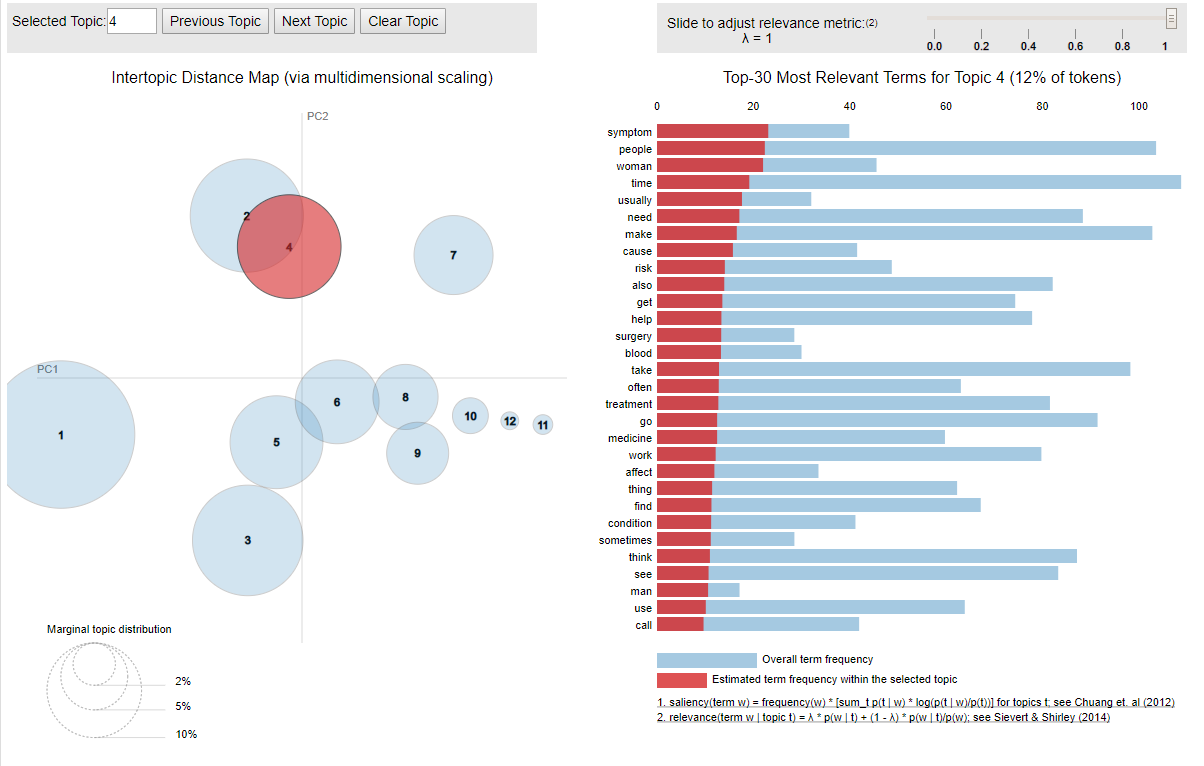 Selected Topic: 4 Previous Topic Next Topic Clear Topic
Slide to adjust relevance metric:(2)
λ = 1
0.0 0.2 0.4 0.6 0.8 1
Intertopic Distance Map (via multidimensional scaling)
PC2
PC1
2
4
7
1
6
8
5
10
12
11
9
3
Marginal topic distribution
2%
5%
10%
Top-30 Most Relevant Terms for Topic 4 (12% of tokens)
0 20 40 60 80 100
symptom
people
woman
time
usually
need
make
cause
risk
also
get
help
surgery
blood
take
often
treatment
go
medicine
work
affect
thing
find
condition
sometimes
think
see
man
use
call
Overall term frequency
Estimated term frequency within the selected topic
1. saliency(term w) = frequency(w) * [sum_t p(t | w) * log(p(t | w)/p(t))] for topics t; see Chuang et. al (2012)
2. relevance(term w | topic t) = λ * p(w | t) + (1 - λ) * p(w | t)/p(w); see Sievert & Shirley (2014)